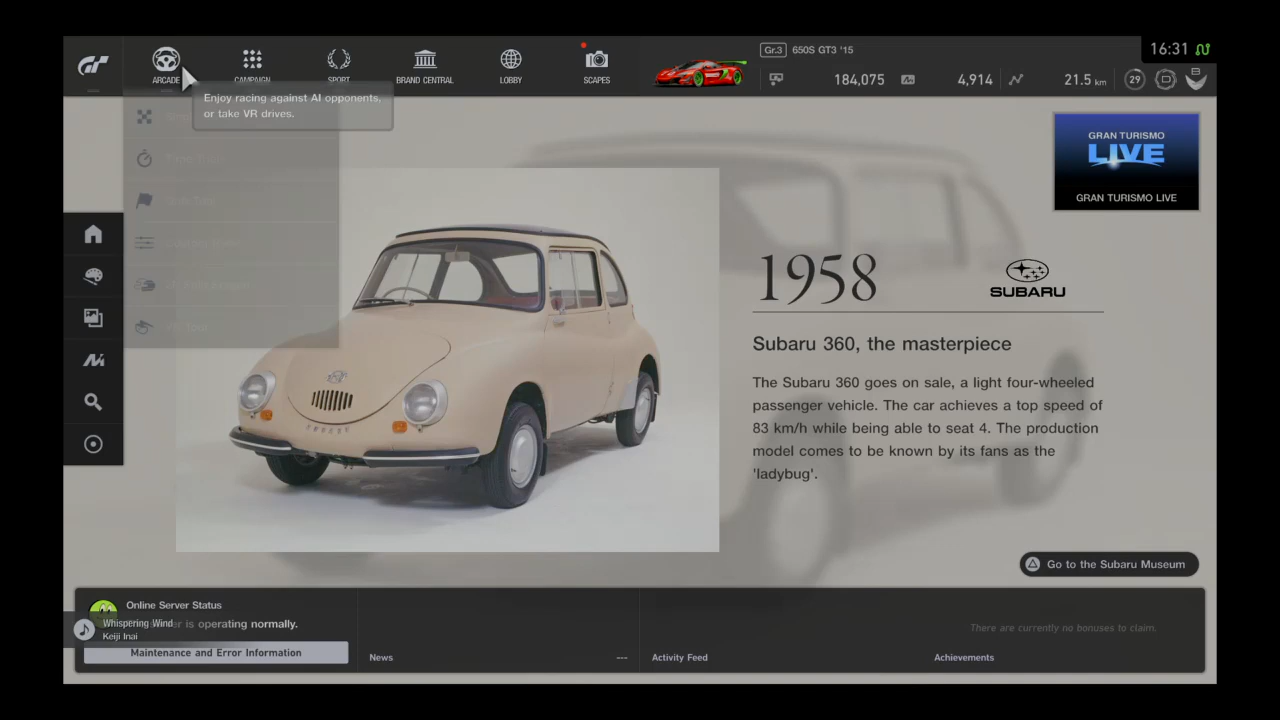 ARCADE
CAMPAIGN
SPORT
BRAND CENTRAL
LOBBY
SCAPES
Gr.3 650S GT3 '15
184,075
4,914
21.5 km
29
16:31
Enjoy racing against AI opponents,
or take VR drives.
GRAN TURISMO
LIVE
GRAN TURISMO LIVE
1958
SUBARU
Subaru 360, the masterpiece
The Subaru 360 goes on sale, a light four-wheeled
passenger vehicle. The car achieves a top speed of
83 km/h while being able to seat 4. The production
model comes to be known by its fans as the
'ladybug'.
Go to the Subaru Museum
Online Server Status
is operating normally.
Whispering Wind
Keiji Inai
Maintenance and Error Information
News
---
Activity Feed
There are currently no bonuses to claim.
Achievements